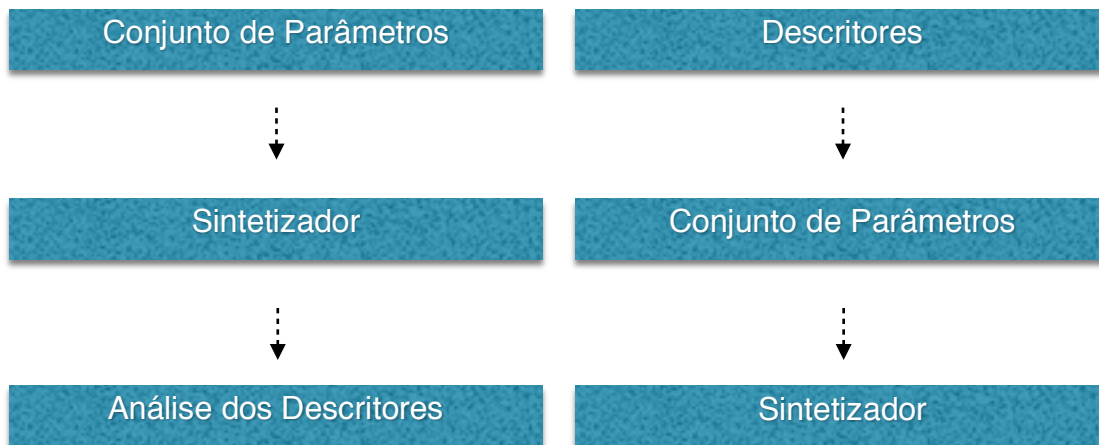 Conjunto de Parâmetros
Sintetizador
Análise dos Descritores
Descritores
Conjunto de Parâmetros
Sintetizador